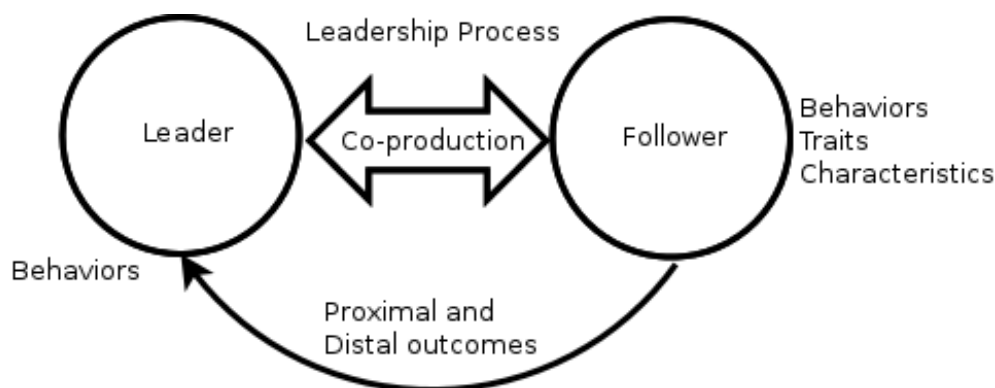 Leadership Process
Leader
Co-production
Follower
Behaviors
Traits
Characteristics
Behaviors
Proximal and
Distal outcomes